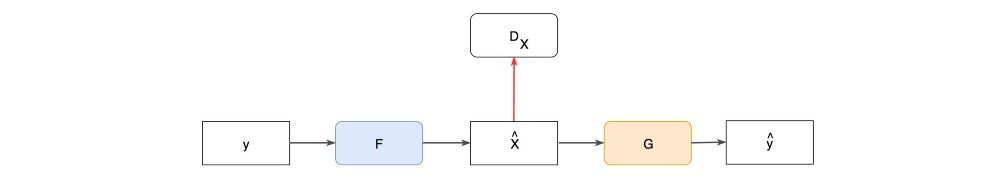 D_X
y F X̂ G ŷ